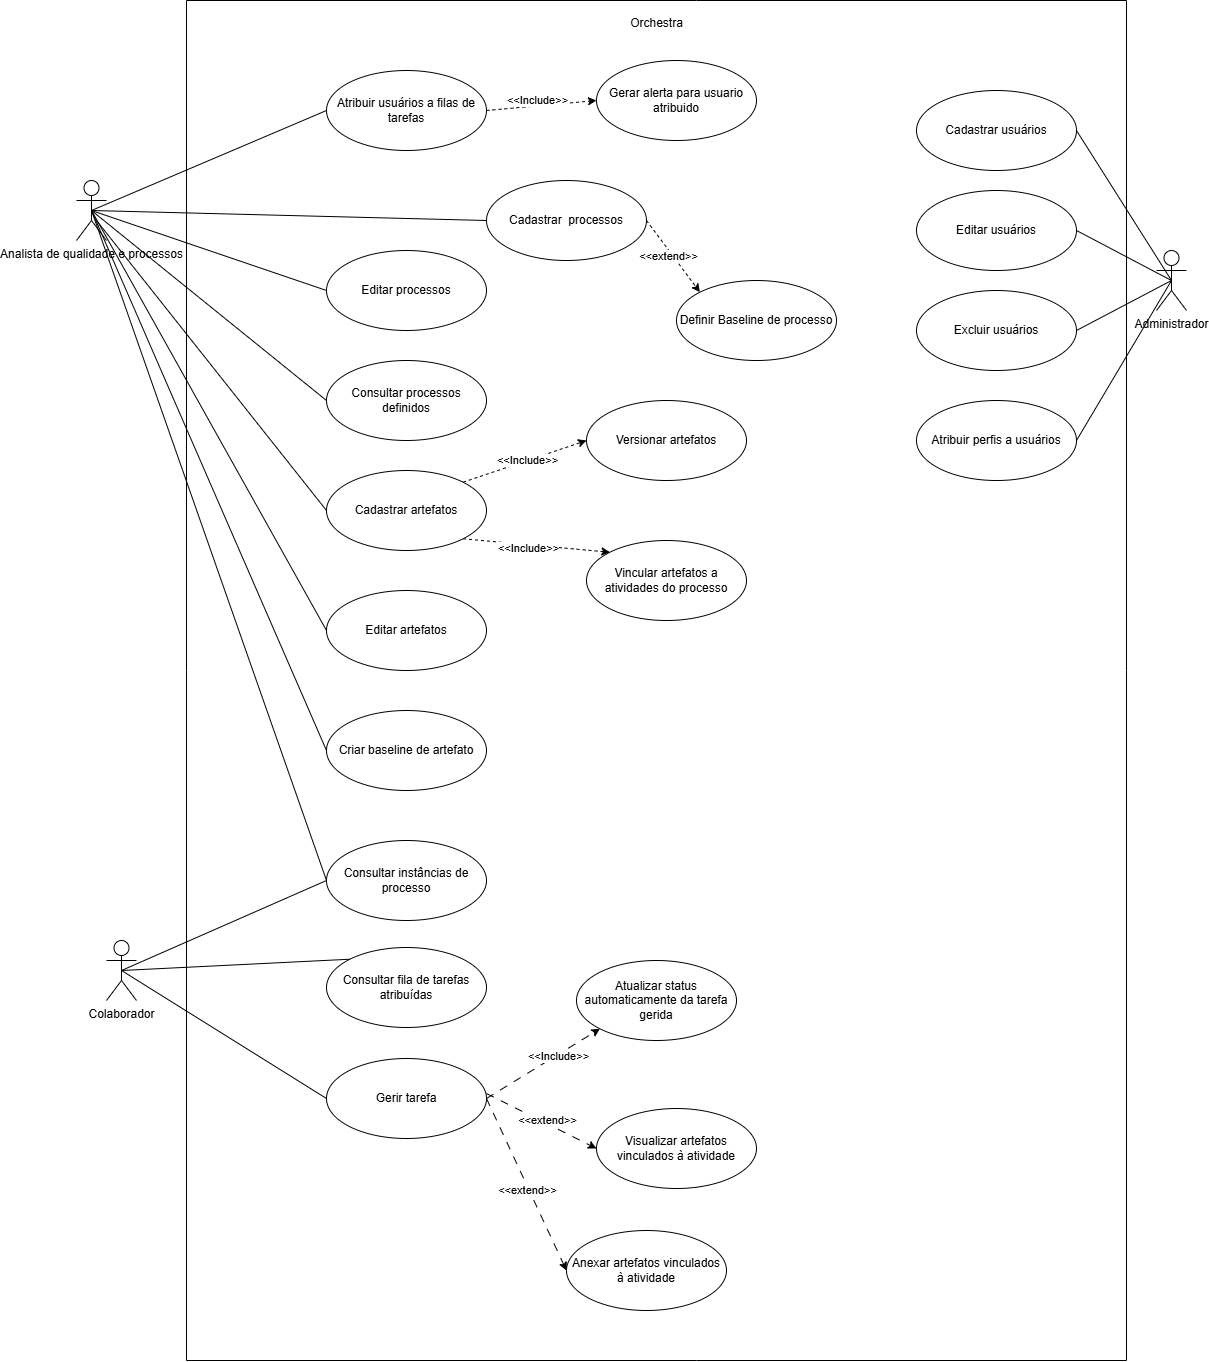 Orchestra
Atribuir usuários a filas de
tarefas
<<Include>>
Gerar alerta para usuario
atribuido
Cadastrar usuários
Analista de qualidade e processos
Cadastrar processos
<<extend>>
Editar usuários
Editar processos
Definir Baseline de processo
Excluir usuários
Administrador
Consultar processos
definidos
Versionar artefatos
Atribuir perfis a usuários
<<Include>>
Cadastrar artefatos
<<Include>>
Vincular artefatos a
atividades do processo
Editar artefatos
Criar baseline de artefato
Consultar instâncias de
processo
Colaborador
Consultar fila de tarefas
atribuídas
Atualizar status
automaticamente da tarefa
gerida
<<Include>>
Gerir tarefa
<<extend>>
Visualizar artefatos
vinculados à atividade
<<extend>>
Anexar artefatos vinculados
à atividade